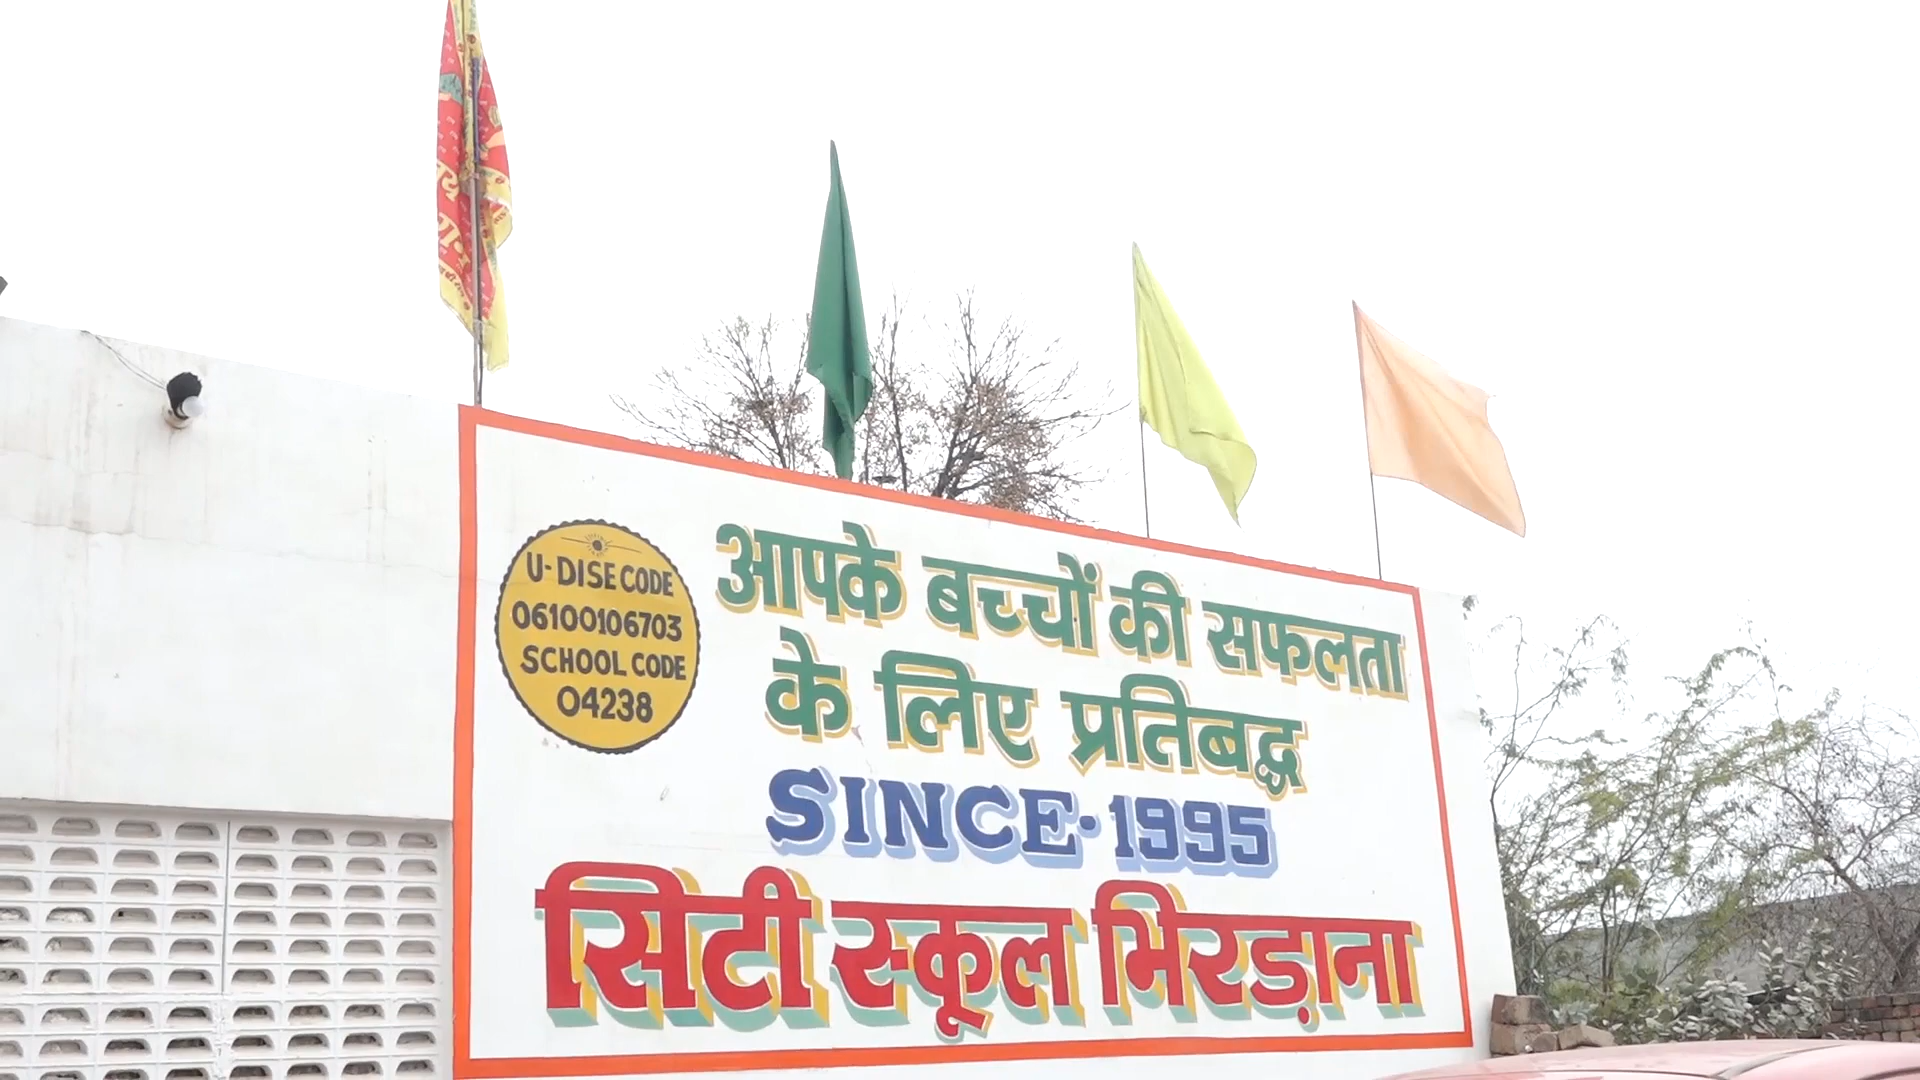 U-DISE CODE
06100106703
SCHOOL CODE
04238
आपके बच्चों की सफलता
के लिए प्रतिबद्ध
SINCE·1995
सिटी स्कूल भिरड़ाना